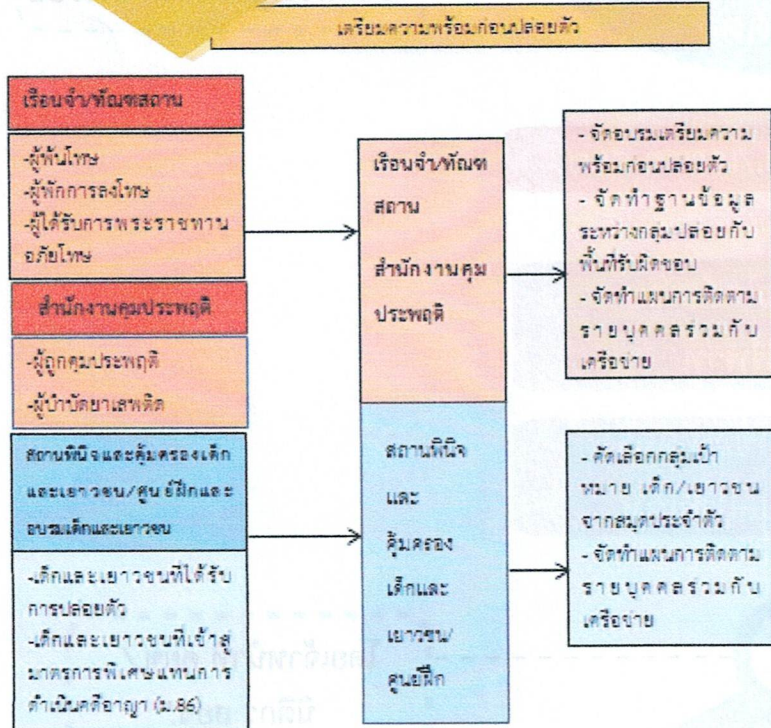 เตรียมความพร้อมก่อนปล่อยตัว
เรือนจำ/ทัณฑสถาน
-ผู้พ้นโทษ
-ผู้พักการลงโทษ
-ผู้ได้รับการพระราชทาน
อภัยโทษ
สำนักงานคุมประพฤติ
-ผู้ถูกคุมประพฤติ
-ผู้บำบัดยาเสพติด
สถานพินิจและคุ้มครองเด็ก
และเยาวชน/ศูนย์ฝึกและ
อบรมเด็กและเยาวชน
-เด็กและเยาวชนที่ได้รับ
การปล่อยตัว
-เด็กและเยาวชนที่เข้าสู่
มาตรการพิเศษแทนการ
ดำเนินคดีอาญา (ม.86)
เรือนจำ/ทัณฑ
สถาน
สำนักงานคุม
ประพฤติ
สถานพินิจ
และ
คุ้มครอง
เด็กและ
เยาวชน/
ศูนย์ฝึก
- จัดอบรมเตรียมความ
พร้อมก่อนปล่อยตัว
- จัดทำฐานข้อมูล
ระหว่างกลุ่มปล่อยกับ
พื้นที่รับผิดชอบ
- จัดทำแผนการติดตาม
รายบุคคลร่วมกับ
เครือข่าย
- คัดเลือกกลุ่มเป้า
หมาย เด็ก/เยาวชน
จากสมุดประจำตัว
- จัดทำแผนการติดตาม
รายบุคคลร่วมกับ
เครือข่าย